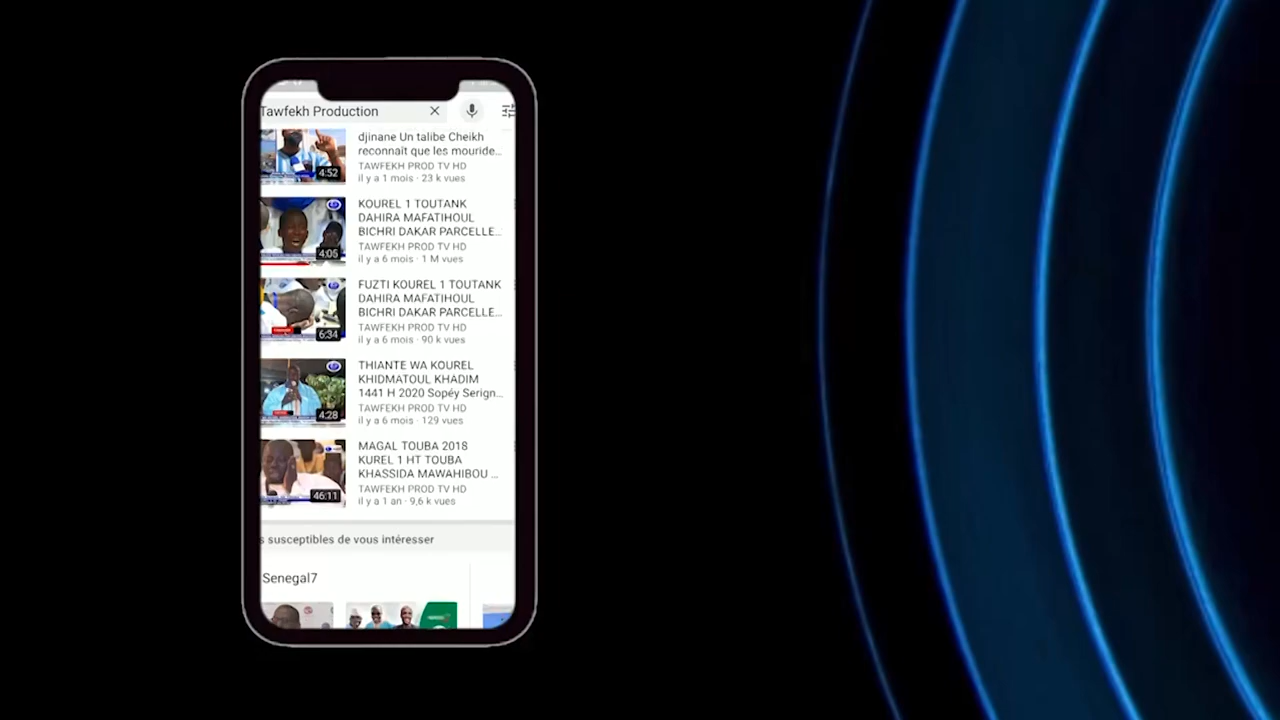 Tawfekh Production
djinane Un talibe Cheikh
reconnaît que les mouride...
TAWFEKH PROD TV HD
il y a 1 mois · 23 k vues
4:52
KOUREL 1 TOUTANK
DAHIRA MAFATIHOUL
BICHRI DAKAR PARCELLE...
TAWFEKH PROD TV HD
il y a 6 mois · 1 M vues
4:05
FUZTI KOUREL 1 TOUTANK
DAHIRA MAFATIHOUL
BICHRI DAKAR PARCELLE...
TAWFEKH PROD TV HD
il y a 6 mois · 90 k vues
6:34
THIANTE WA KOUREL
KHIDMATOUL KHADIM
1441 H 2020 Sopéy Serign...
TAWFEKH PROD TV HD
il y a 6 mois · 129 vues
4:28
MAGAL TOUBA 2018
KUREL 1 HT TOUBA
KHASSIDA MAWAHIBOU ...
TAWFEKH PROD TV HD
il y a 1 an · 9,6 k vues
46:11
s susceptibles de vous intéresser
Senegal7